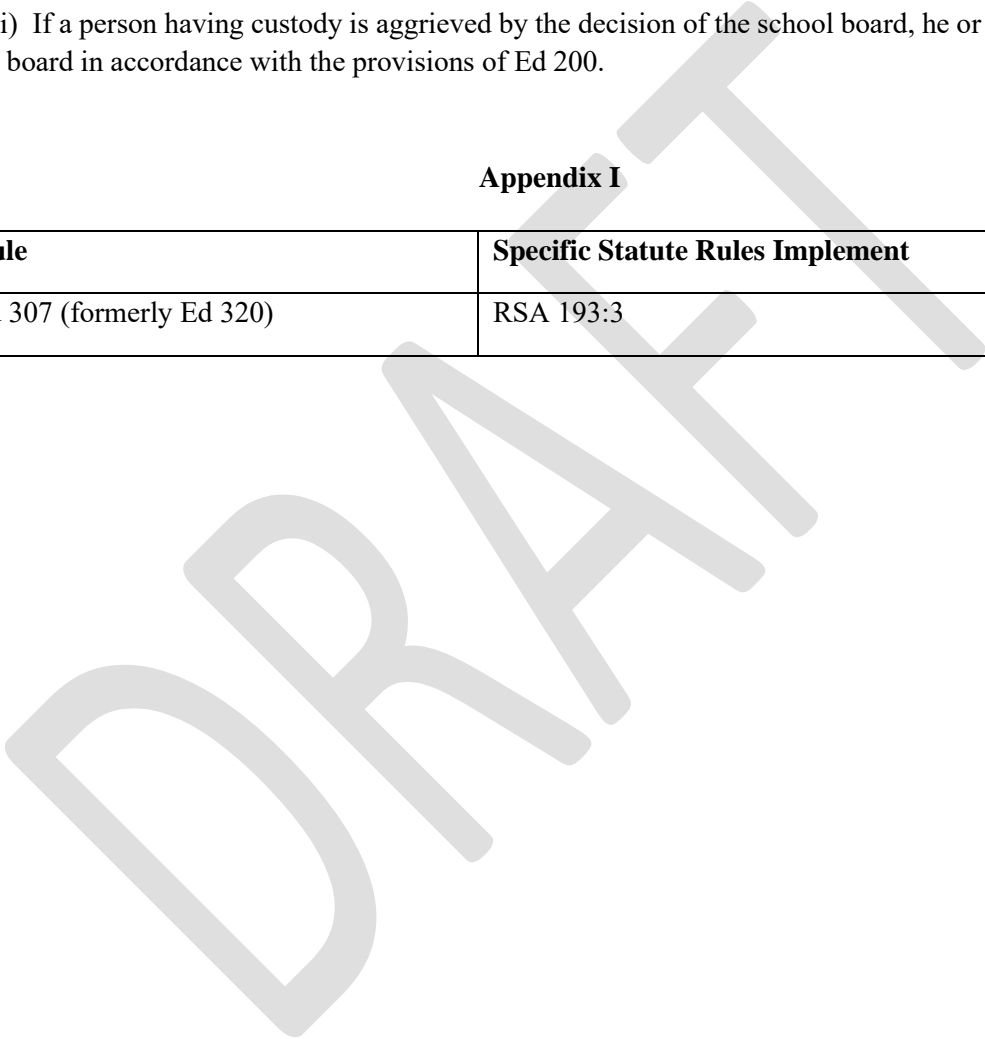 i) If a person having custody is aggrieved by the decision of the school board, he or
board in accordance with the provisions of Ed 200.
Appendix I
ule Specific Statute Rules Implement
307 (formerly Ed 320) RSA 193:3
DRAFT